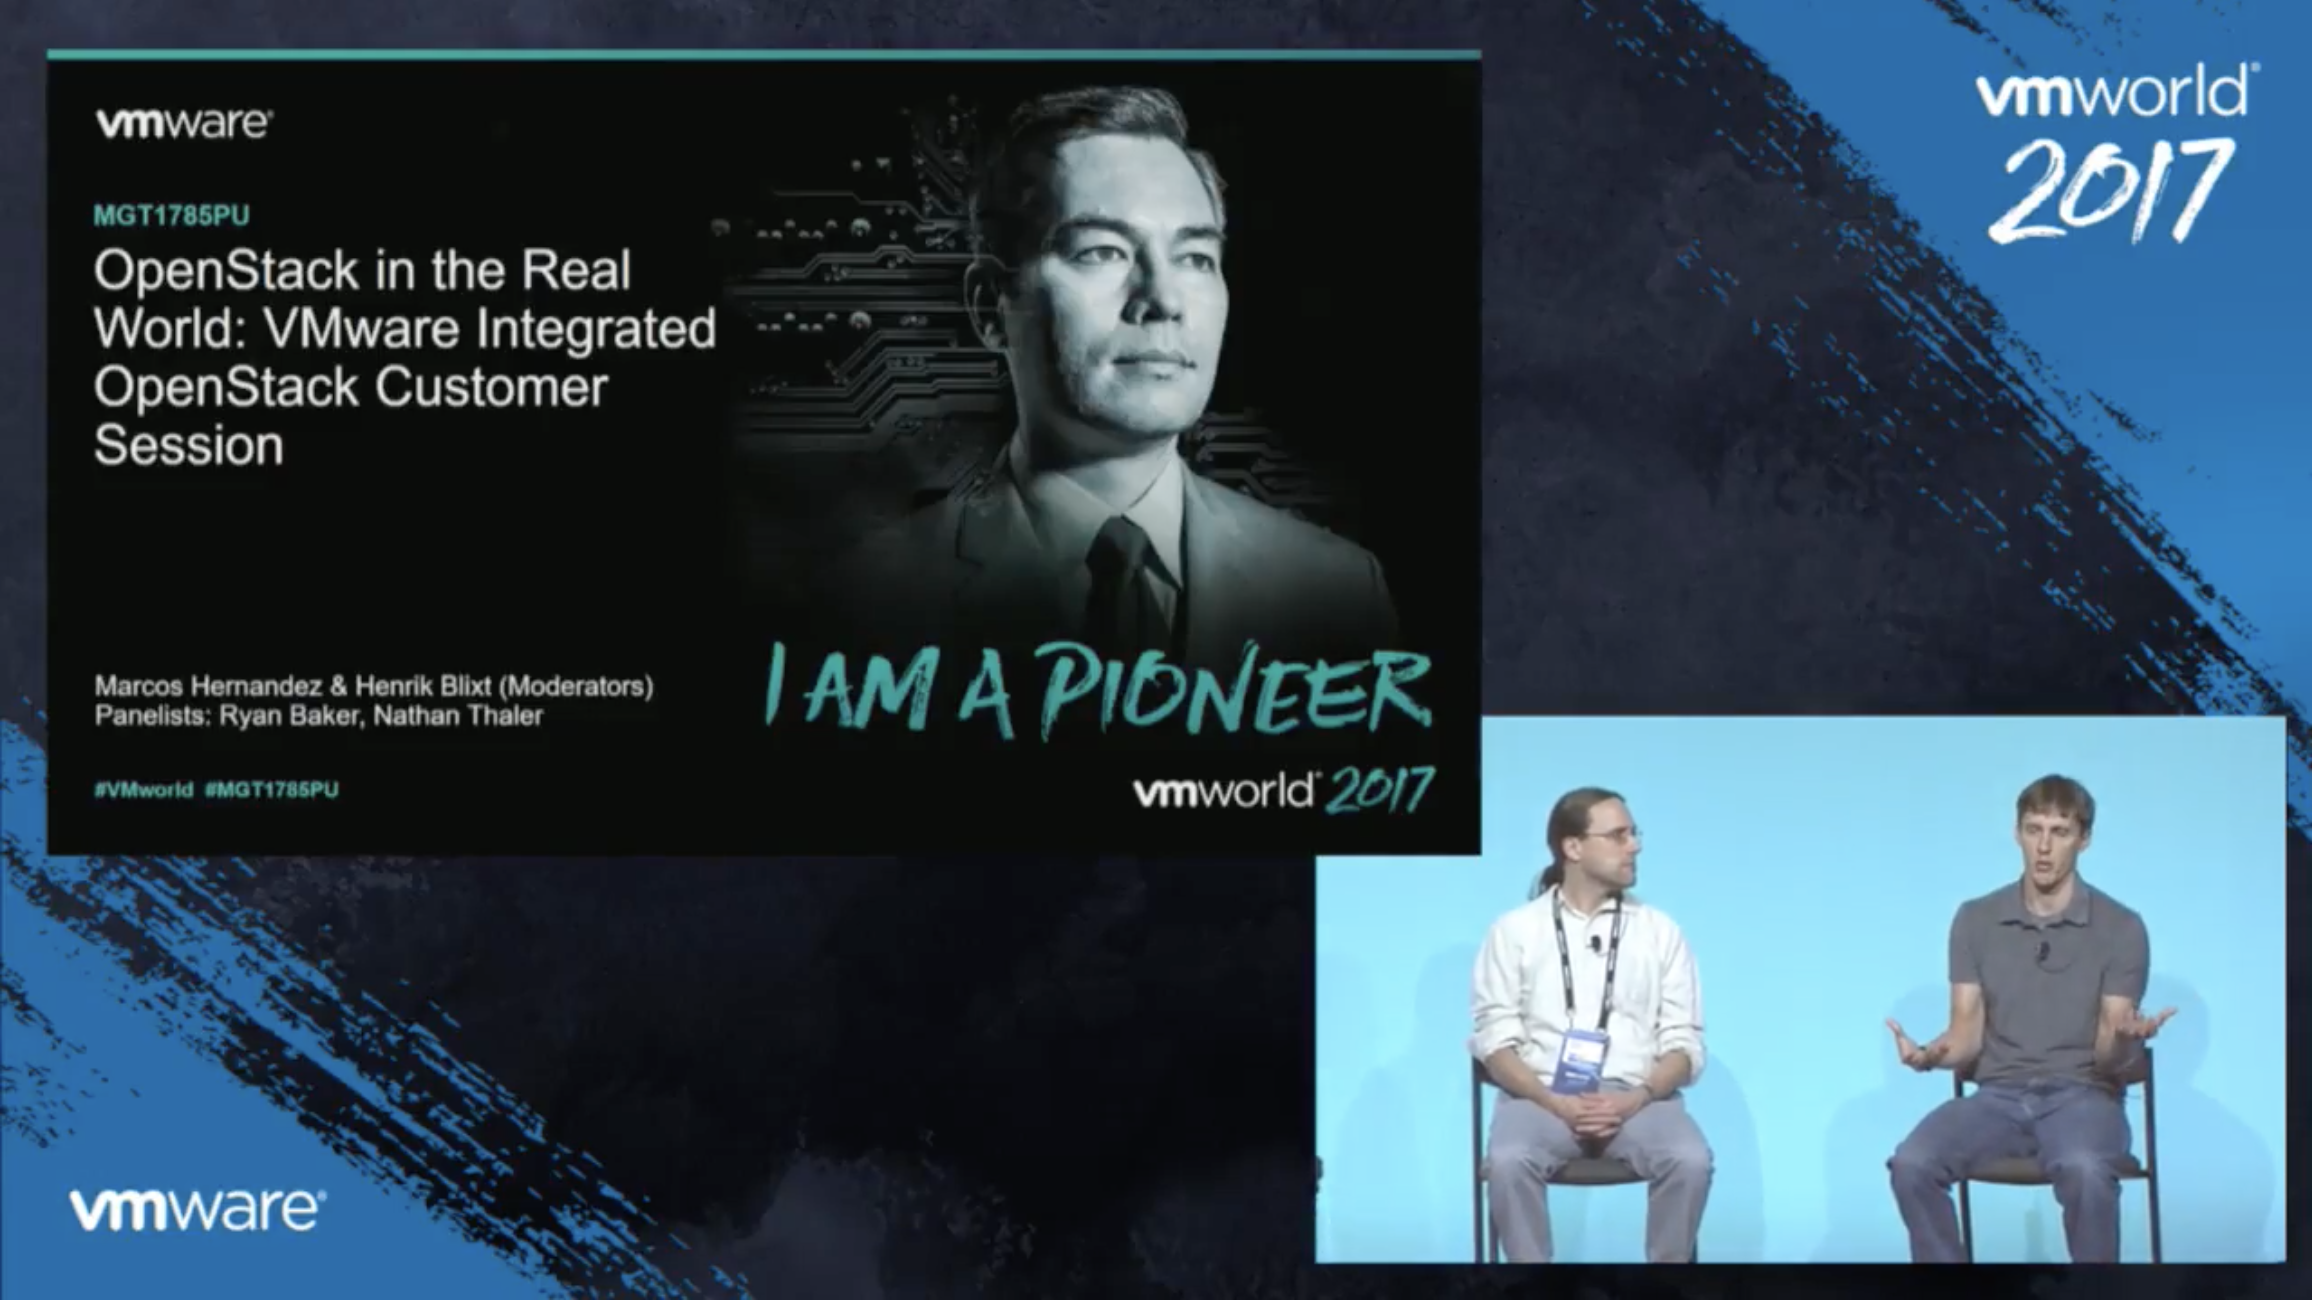 vmware
MGT1785PU
OpenStack in the Real
World: VMware Integrated
OpenStack Customer
Session
Marcos Hernandez & Henrik Blixt (Moderators)
Panelists: Ryan Baker, Nathan Thaler
#VMworld #MGT1785PU
I AM A PIONEER
vmworld® 2017
vmworld®
2017
vmware®